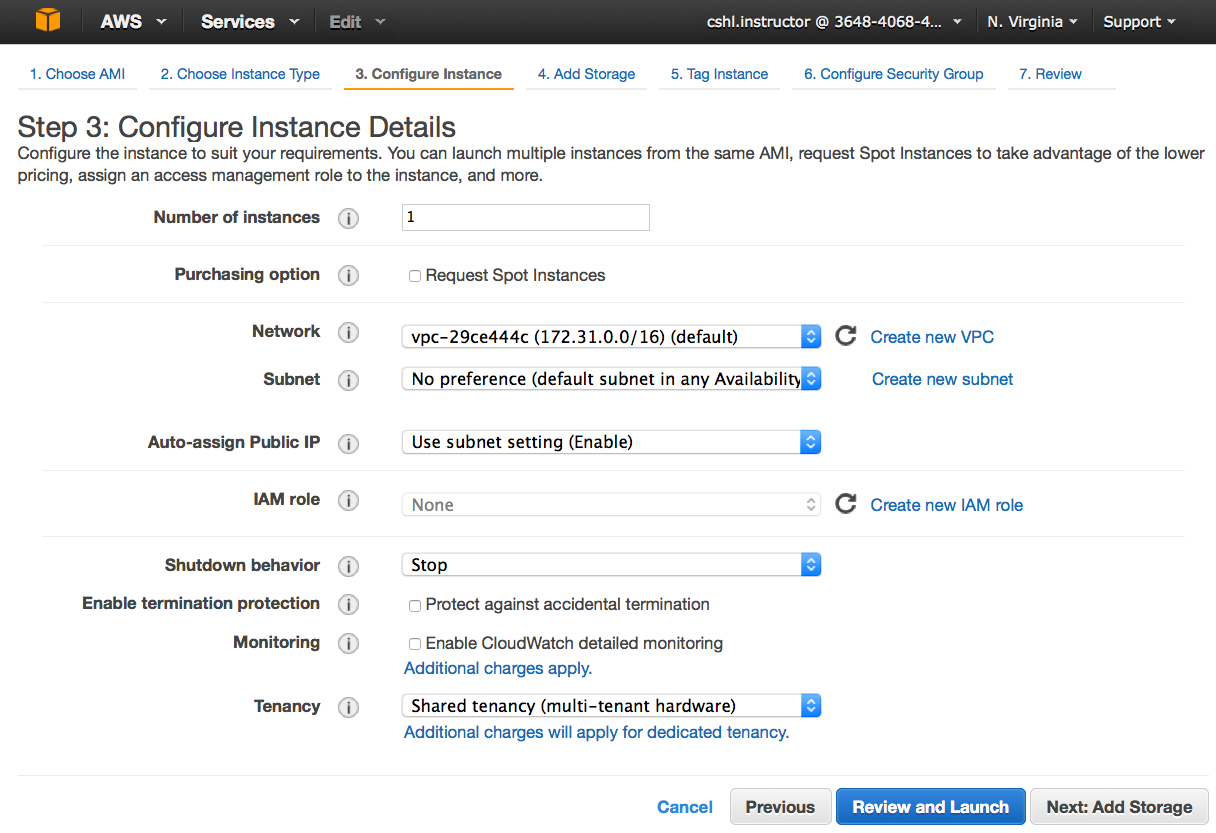 AWS Services Edit cshl.instructor @ 3648-4068-4... N. Virginia Support
1. Choose AMI 2. Choose Instance Type 3. Configure Instance 4. Add Storage 5. Tag Instance 6. Configure Security Group 7. Review
Step 3: Configure Instance Details
Configure the instance to suit your requirements. You can launch multiple instances from the same AMI, request Spot Instances to take advantage of the lower
pricing, assign an access management role to the instance, and more.
Number of instances i 1
Purchasing option i Request Spot Instances
Network i vpc-29ce444c (172.31.0.0/16) (default) Create new VPC
Subnet i No preference (default subnet in any Availability Create new subnet
Auto-assign Public IP i Use subnet setting (Enable)
IAM role i None Create new IAM role
Shutdown behavior i Stop
Enable termination protection i Protect against accidental termination
Monitoring i Enable CloudWatch detailed monitoring
Additional charges apply.
Tenancy i Shared tenancy (multi-tenant hardware)
Additional charges will apply for dedicated tenancy.
Cancel Previous Review and Launch Next: Add Storage